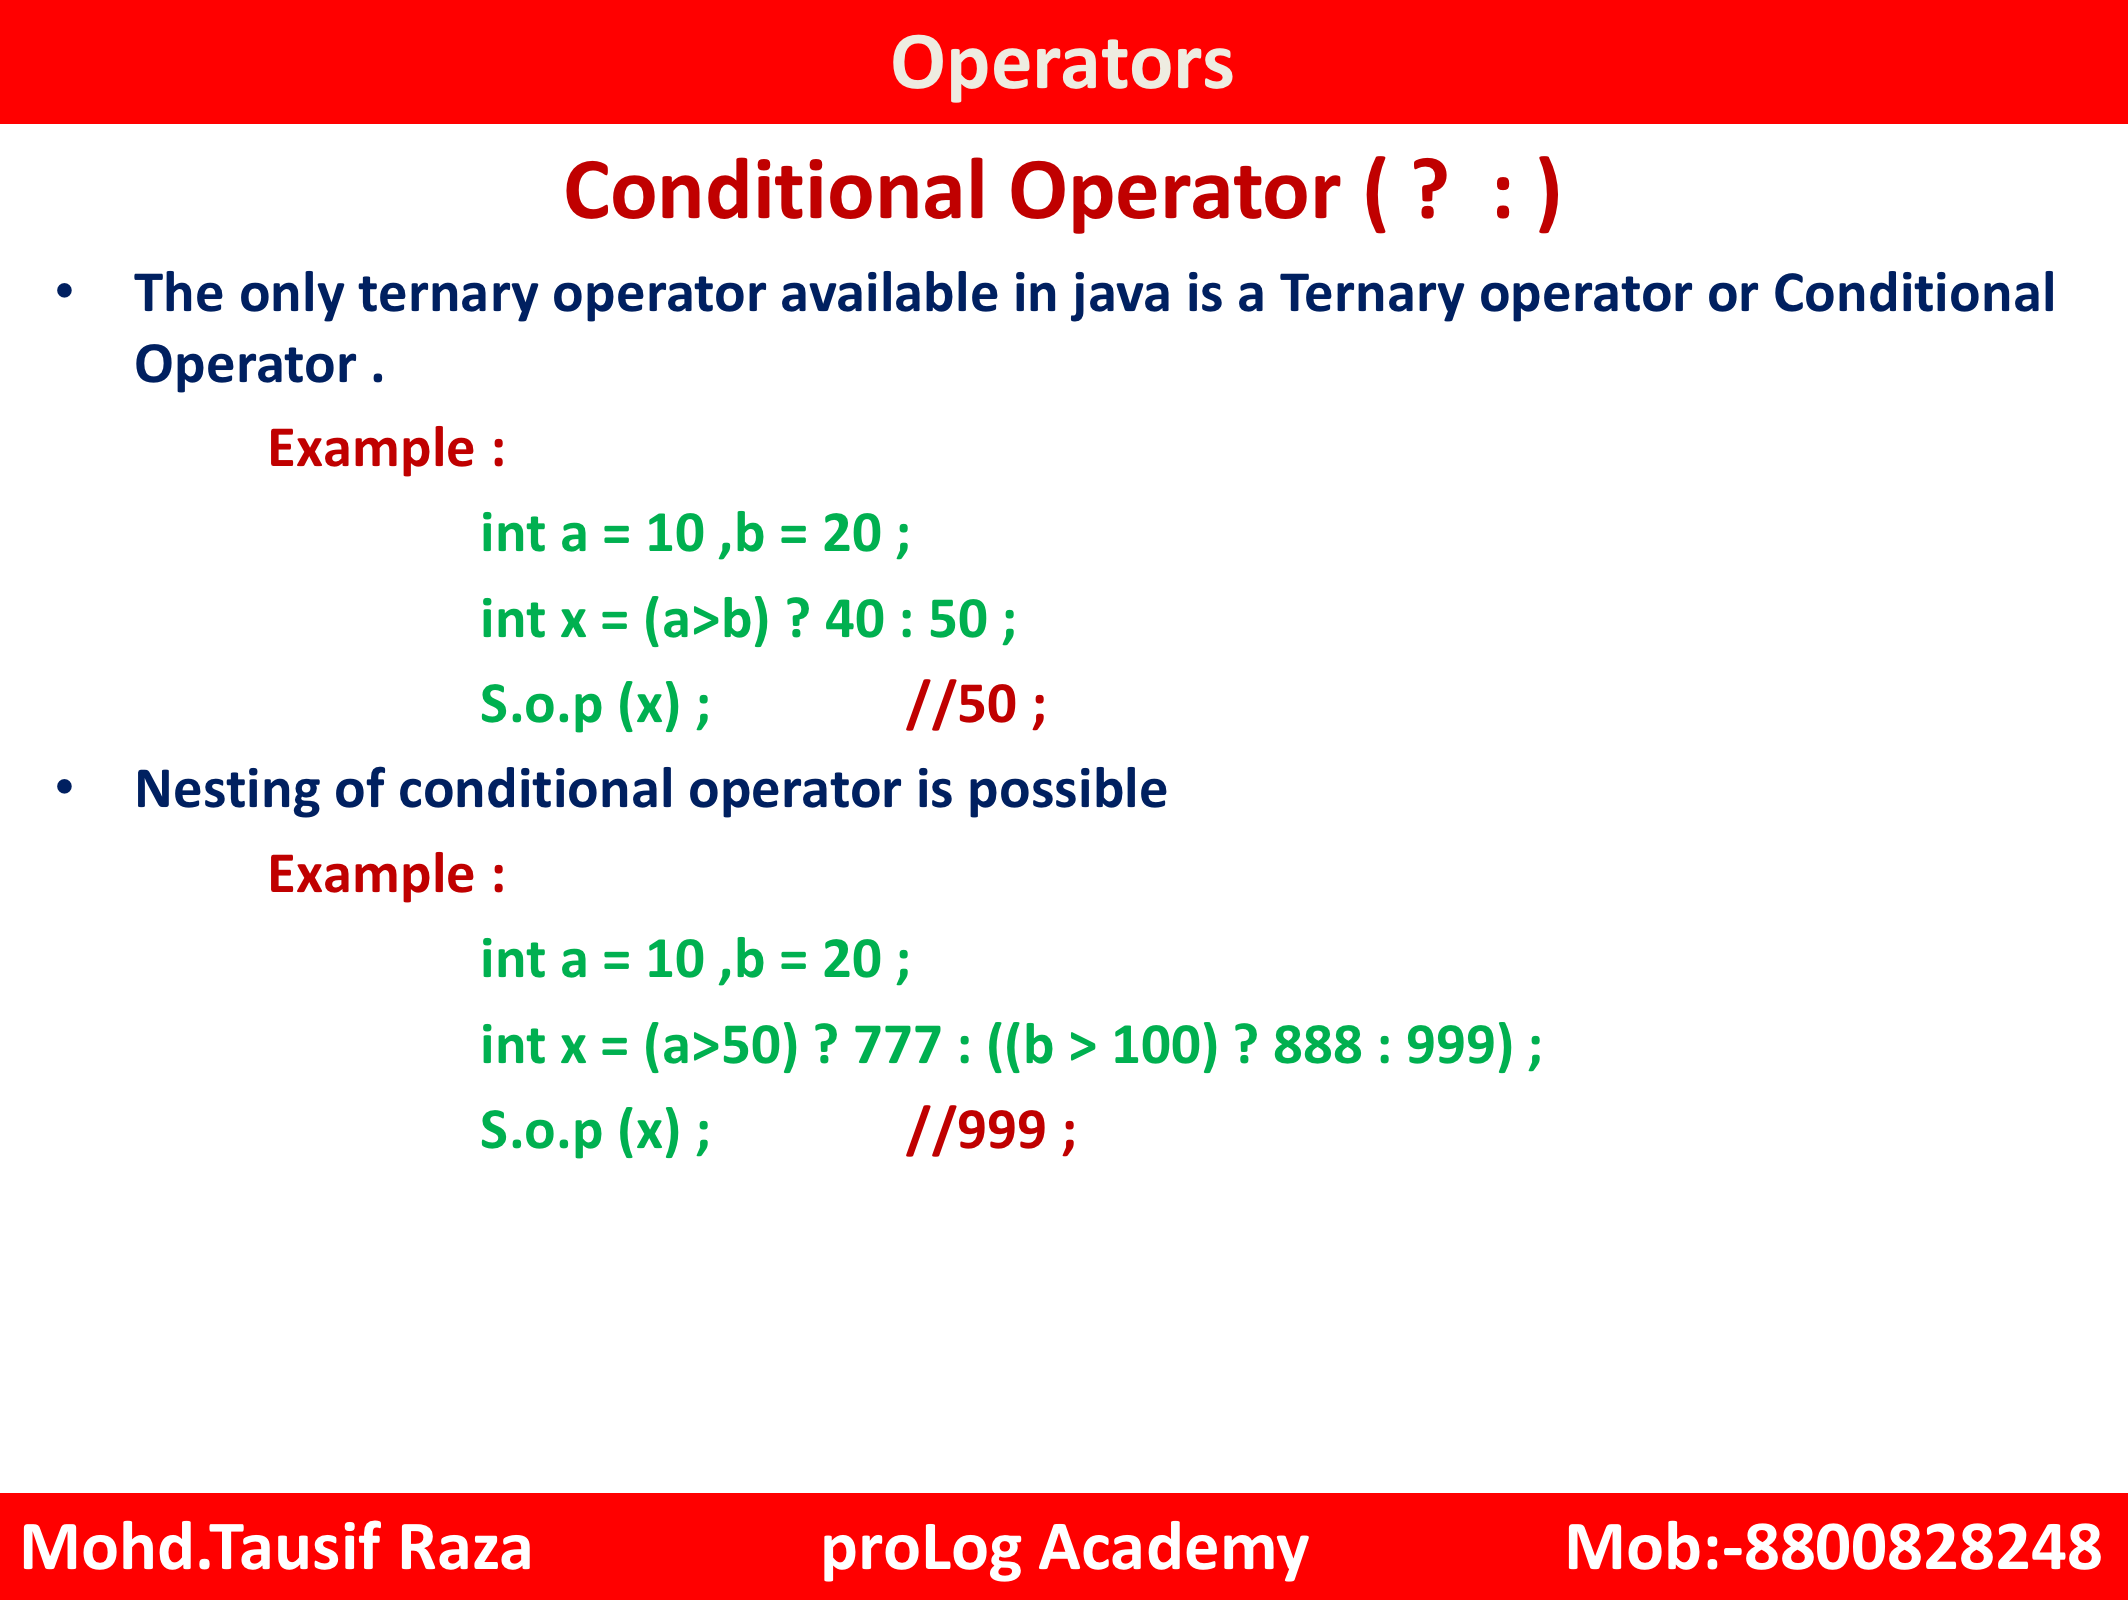 Operators
Conditional Operator ( ?  : )
• The only ternary operator available in java is a Ternary operator or Conditional
Operator .
Example :
int a = 10 ,b = 20 ;
int x = (a>b) ? 40 : 50 ;
S.o.p (x) ; //50 ;
• Nesting of conditional operator is possible
Example :
int a = 10 ,b = 20 ;
int x = (a>50) ? 777 : ((b > 100) ? 888 : 999) ;
S.o.p (x) ; //999 ;
Mohd.Tausif Raza proLog Academy Mob:-8800828248